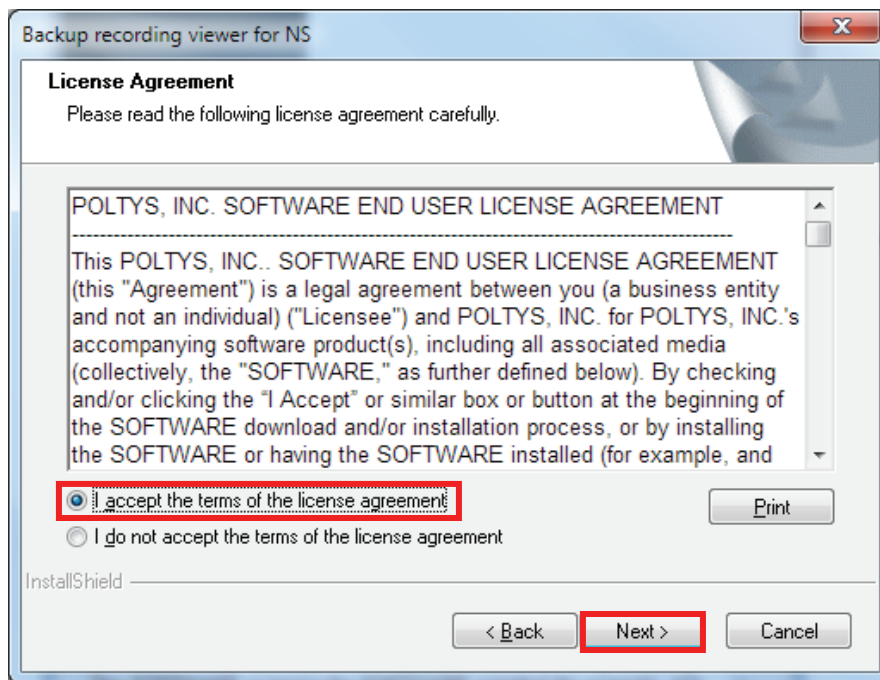 Backup recording viewer for NS
License Agreement
Please read the following license agreement carefully.
POLTYS, INC. SOFTWARE END USER LICENSE AGREEMENT
--------------------------------------------------------------------------------
This POLTYS, INC.. SOFTWARE END USER LICENSE AGREEMENT
(this "Agreement") is a legal agreement between you (a business entity
and not an individual) ("Licensee") and POLTYS, INC. for POLTYS, INC.'s
accompanying software product(s), including all associated media
(collectively, the "SOFTWARE," as further defined below). By checking
and/or clicking the “I Accept” or similar box or button at the beginning of
the SOFTWARE download and/or installation process, or by installing
the SOFTWARE or having the SOFTWARE installed (for example, and
I accept the terms of the license agreement
Print
I do not accept the terms of the license agreement
InstallShield
< Back Next > Cancel